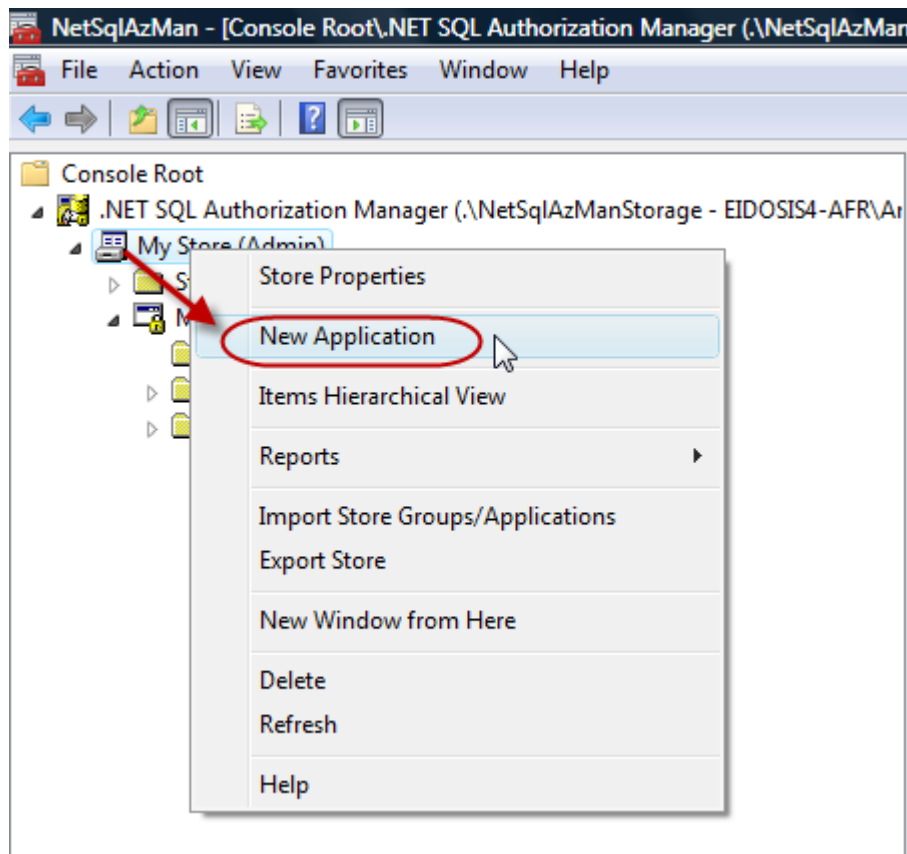 NetSqlAzMan - [Console Root\.NET SQL Authorization Manager (.\NetSqlAzMan
File Action View Favorites Window Help
Console Root
.NET SQL Authorization Manager (.\NetSqlAzManStorage - EIDOSIS4-AFR\A
My Store (Admin)
S
Store Properties
M
New Application
Items Hierarchical View
Reports
Import Store Groups/Applications
Export Store
New Window from Here
Delete
Refresh
Help